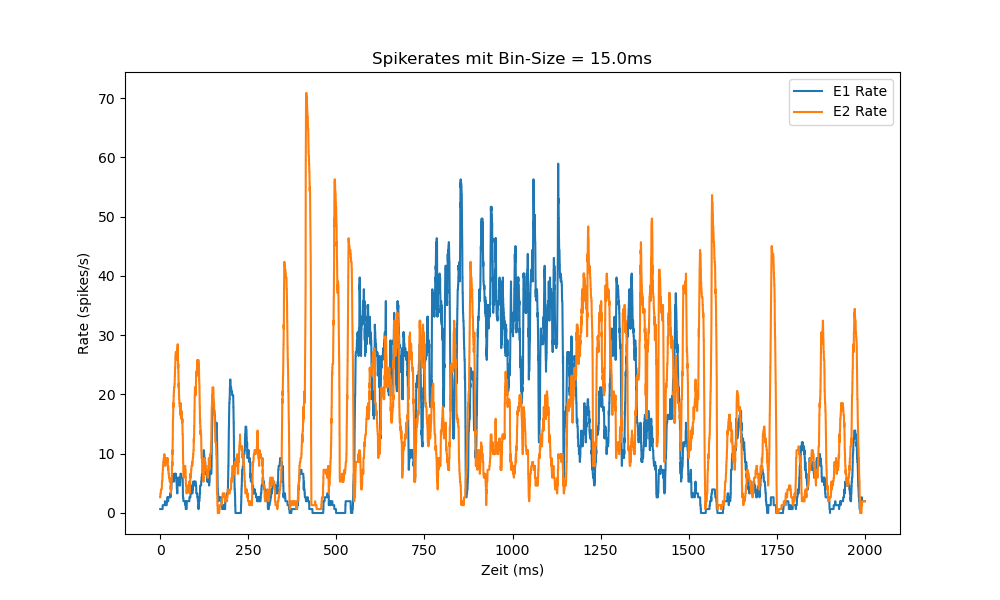 Spikerates mit Bin-Size = 15.0ms
E1 Rate
E2 Rate
70
60
50
40
30
20
10
0
Rate (spikes/s)
0 250 500 750 1000 1250 1500 1750 2000
Zeit (ms)